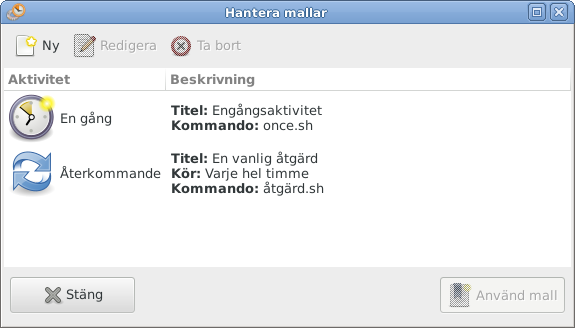 Hantera mallar
Ny Redigera Ta bort
Aktivitet Beskrivning
En gång
Titel: Engångsaktivitet
Kommando: once.sh
Återkommande
Titel: En vanlig åtgärd
Kör: Varje hel timme
Kommando: åtgärd.sh
Stäng Använd mall